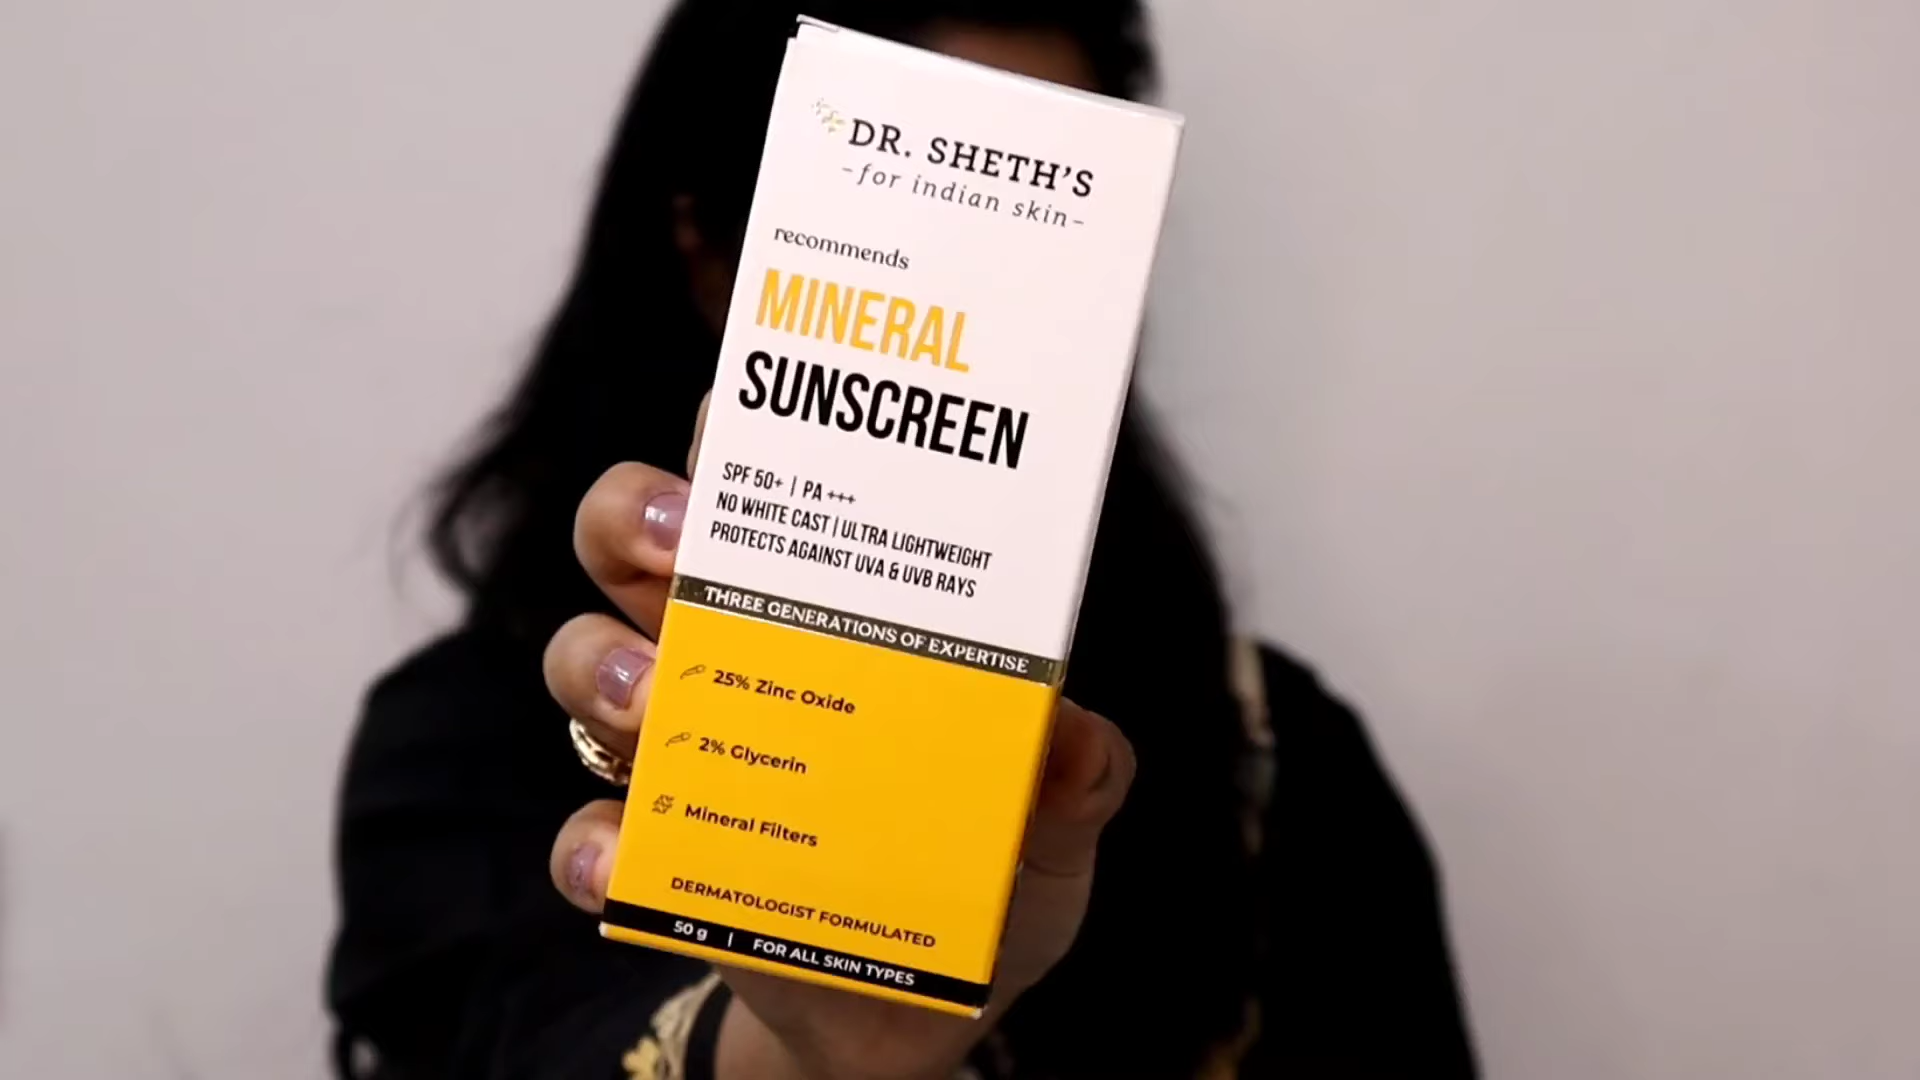 DR. SHETH'S
-for indian skin-
recommends
MINERAL
SUNSCREEN
SPF 50+ | PA +++
NO WHITE CAST | ULTRA LIGHTWEIGHT
PROTECTS AGAINST UVA & UVB RAYS
THREE GENERATIONS OF EXPERTISE
25% Zinc Oxide
2% Glycerin
Mineral Filters
DERMATOLOGIST FORMULATED
50 g | FOR ALL SKIN TYPES